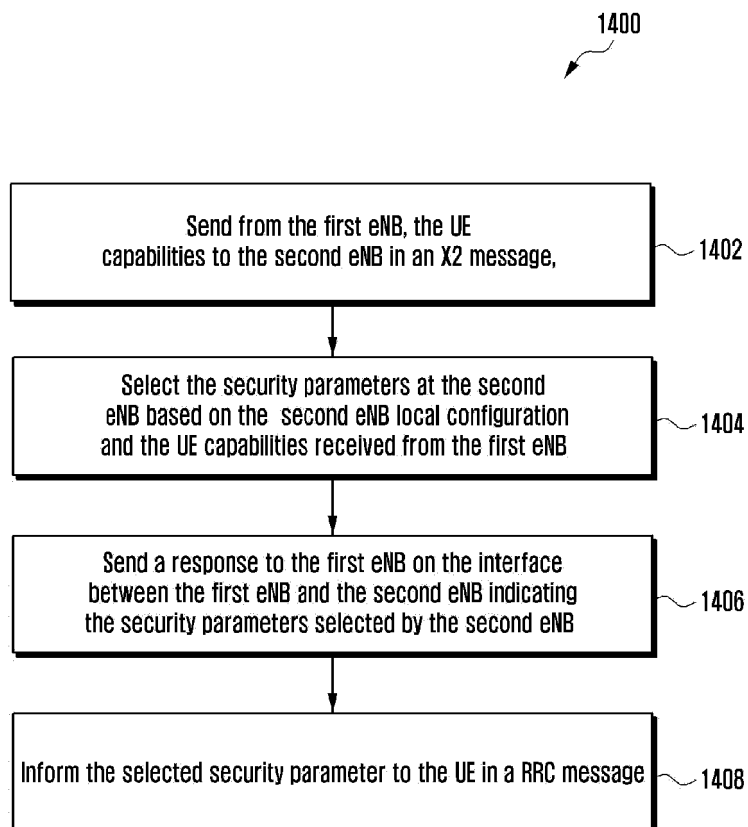 1400
Send from the first eNB, the UE
capabilities to the second eNB in an X2 message,
1402
Select the security parameters at the second
eNB based on the second eNB local configuration
and the UE capabilities received from the first eNB
1404
Send a response to the first eNB on the interface
between the first eNB and the second eNB indicating
the security parameters selected by the second eNB
1406
Inform the selected security parameter to the UE in a RRC message
1408